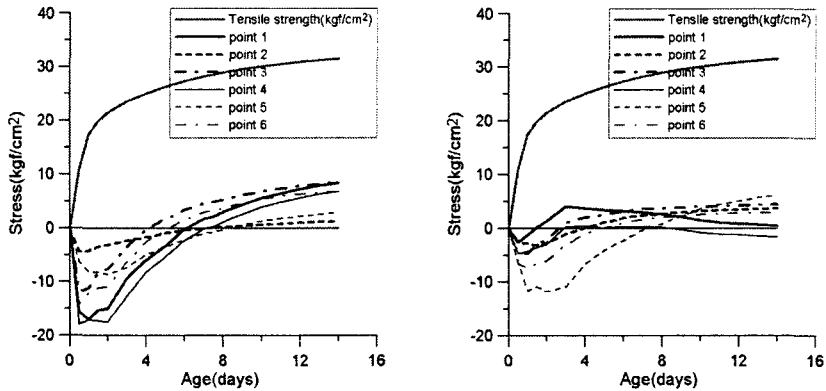 40
30
20
10
0
-10
-20
Stress(kgf/cm2)
0
4
8
12
16
Age(days)
Tensile strength(kgf/cm2)
point 1
point 2
point 3
point 4
point 5
point 6
40
30
20
10
0
-10
-20
Stress(kgf/cm2)
0
4
8
12
16
Age(days)
Tensile strength(kgf/cm2)
point 1
point 2
point 3
point 4
point 5
point 6